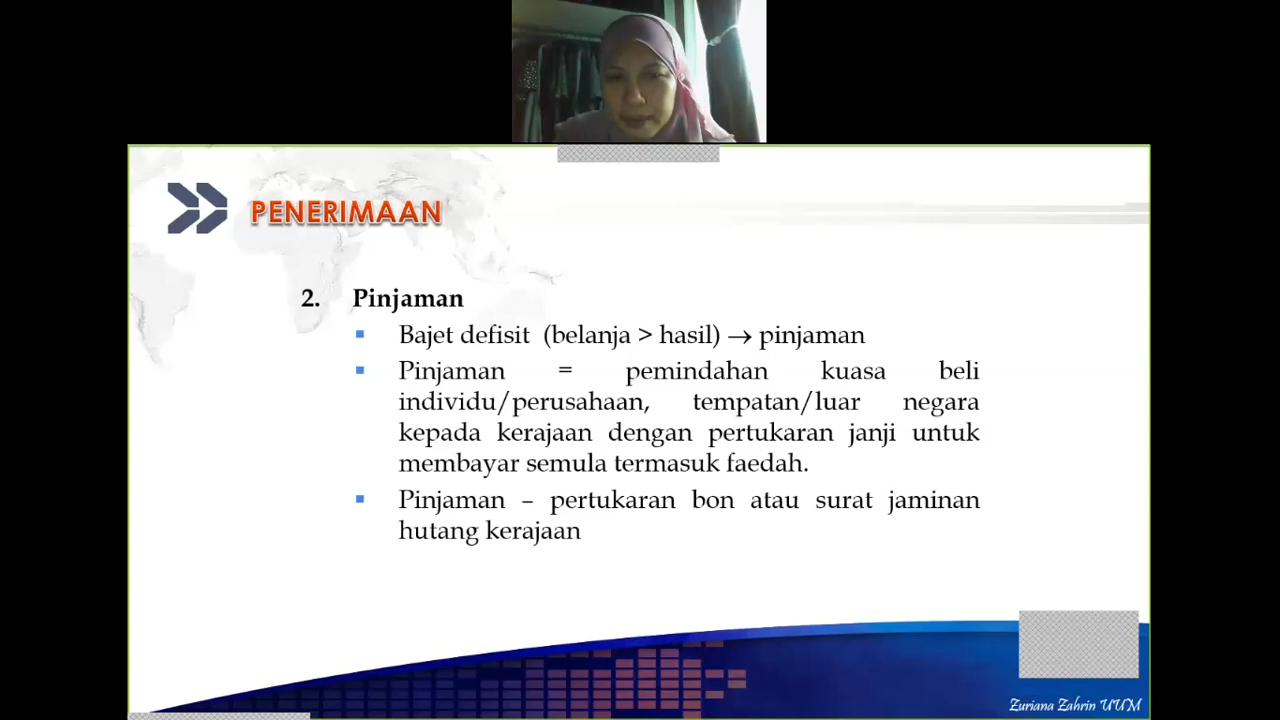 PENERIMAAN
2. Pinjaman
Bajet defisit (belanja > hasil) → pinjaman
Pinjaman = pemindahan kuasa beli
individu/perusahaan, tempatan/luar negara
kepada kerajaan dengan pertukaran janji untuk
membayar semula termasuk faedah.
Pinjaman – pertukaran bon atau surat jaminan
hutang kerajaan
Zuriana Zahrin UUM